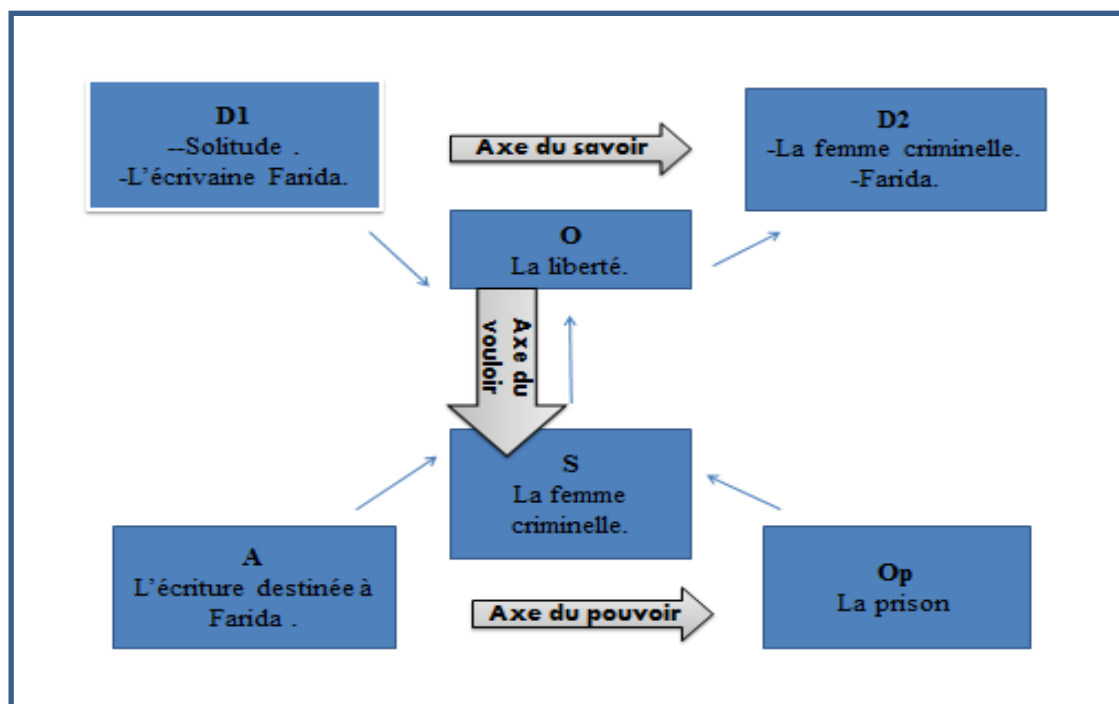 D1
--Solitude .
-L'écrivaine Farida.
Axe du savoir
D2
-La femme criminelle.
-Farida.
O
La liberté.
Axe du
vouloir
S
La femme
criminelle.
A
L'écriture destinée à
Farida .
Axe du pouvoir
Op
La prison